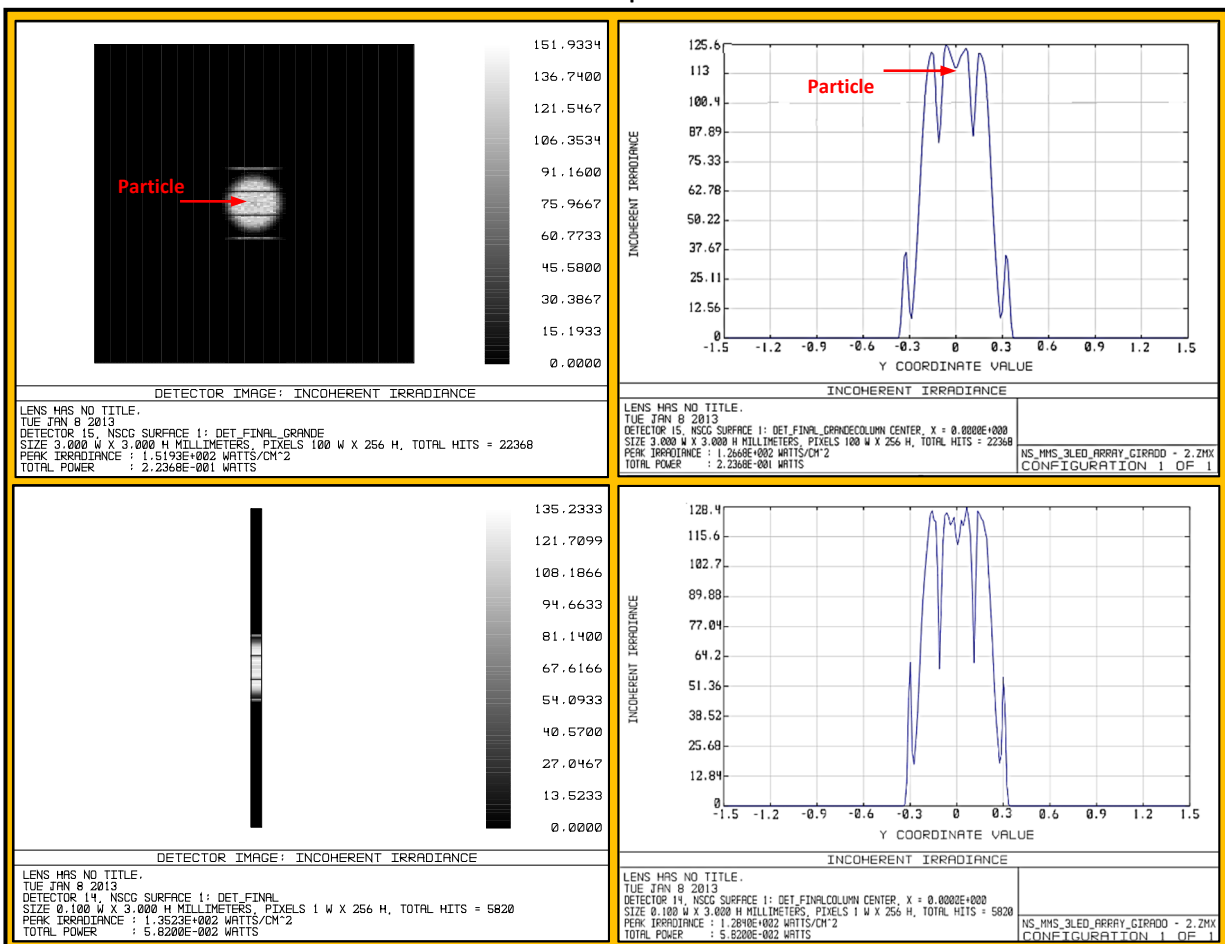 151.9334
136.7400
121.5467
106.3534
91.1600
75.9667
60.7733
45.5800
30.3867
15.1933
0.0000
Particle
DETECTOR IMAGE: INCOHERENT IRRADIANCE
LENS HAS NO TITLE.
TUE JAN 8 2013
DETECTOR 15, NSCG SURFACE 1: DET_FINAL_GRANDE
SIZE 3.000 W X 3.000 H MILLIMETERS, PIXELS 100 W X 256 H, TOTAL HITS = 22368
PEAK IRRADIANCE : 1.5193E+002 WATTS/CM^2
TOTAL POWER : 2.2368E-001 WATTS
125.6
113
100.4
87.89
75.33
62.78
50.22
37.67
25.11
12.56
0
INCOHERENT IRRADIANCE
Particle
-1.5 -1.2 -0.9 -0.6 -0.3 0 0.3 0.6 0.9 1.2 1.5
Y COORDINATE VALUE
INCOHERENT IRRADIANCE
LENS HAS NO TITLE.
TUE JAN 8 2013
DETECTOR 15, NSCG SURFACE 1: DET_FINAL_GRANDECOLUMN CENTER, X = 0.0000E+000
SIZE 3.000 W X 3.000 H MILLIMETERS, PIXELS 100 W X 256 H, TOTAL HITS = 22368
PEAK IRRADIANCE : 1.2668E+002 WATTS/CM^2
TOTAL POWER : 2.2368E-001 WATTS
NS_MMS_3LED_ARRAY_GIRADO - 2.ZMX
CONFIGURATION 1 OF 1
135.2333
121.7099
108.1866
94.6633
81.1400
67.6166
54.0933
40.5700
27.0467
13.5233
0.0000
DETECTOR IMAGE: INCOHERENT IRRADIANCE
LENS HAS NO TITLE.
TUE JAN 8 2013
DETECTOR 14, NSCG SURFACE 1: DET_FINAL
SIZE 0.100 W X 3.000 H MILLIMETERS, PIXELS 1 W X 256 H, TOTAL HITS = 5820
PEAK IRRADIANCE : 1.3523E+002 WATTS/CM^2
TOTAL POWER : 5.8200E-002 WATTS
128.4
115.6
102.7
89.88
77.04
64.2
51.36
38.52
25.68
12.84
0
INCOHERENT IRRADIANCE
-1.5 -1.2 -0.9 -0.6 -0.3 0 0.3 0.6 0.9 1.2 1.5
Y COORDINATE VALUE
INCOHERENT IRRADIANCE
LENS HAS NO TITLE.
TUE JAN 8 2013
DETECTOR 14, NSCG SURFACE 1: DET_FINALCOLUMN CENTER, X = 0.0002E+000
SIZE 0.100 W X 3.000 H MILLIMETERS, PIXELS 1 W X 256 H, TOTAL HITS = 5820
PEAK IRRADIANCE : 1.2840E+002 WATTS/CM^2
TOTAL POWER : 5.8200E-002 WATTS
NS_MMS_3LED_ARRAY_GIRADO - 2.ZMX
CONFIGURATION 1 OF 1